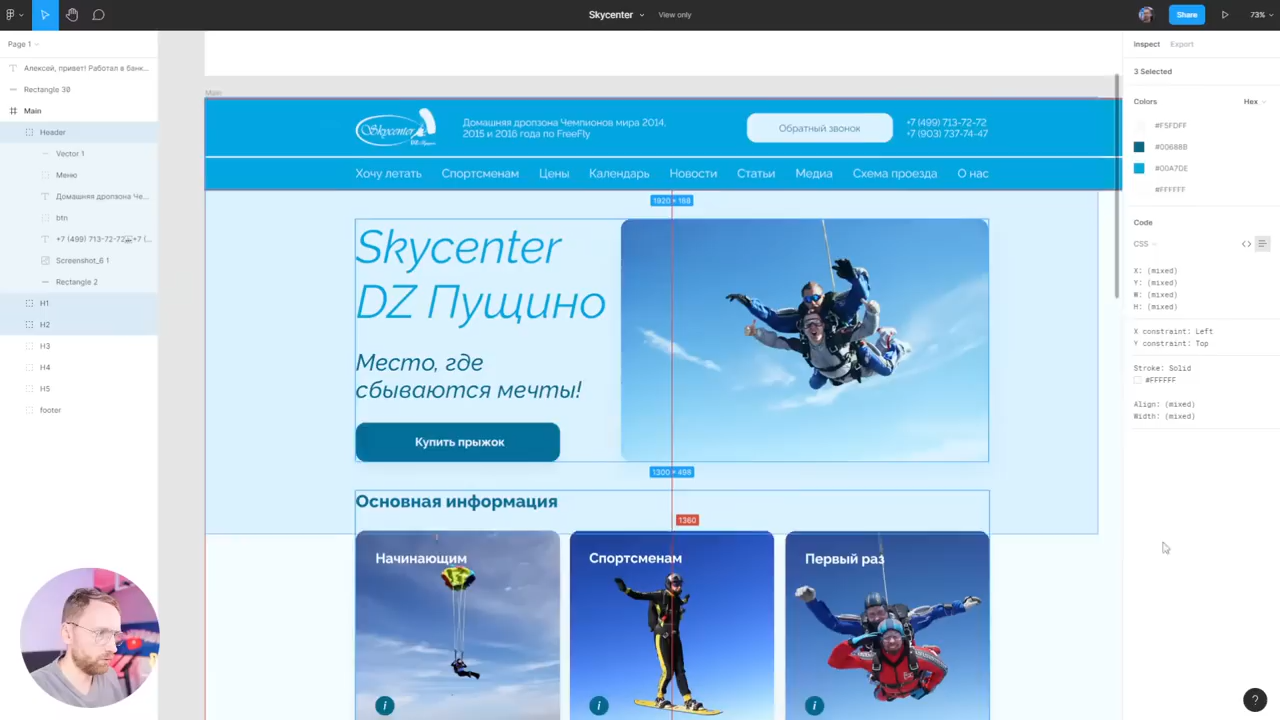 Skycenter
View only
Share
73%
Page 1
Алексей, привет! Работал в банк...
Rectangle 30
Main
Header
Vector 1
Меню
Домашняя дропзона Че...
btn
+7 (499) 713-72-72 +7 (...
Screenshot_6 1
Rectangle 2
H1
H2
H3
H4
H5
footer
Main
Skycenter
Домашняя дропзона Чемпионов мира 2014,
2015 и 2016 года по FreeFly
Обратный звонок
+7 (499) 713-72-72
+7 (903) 737-74-47
Хочу летать
Спортсменам
Цены
Календарь
Новости
Статьи
Медиа
Схема проезда
О нас
1920 × 188
Skycenter
DZ Пущино
Место, где
сбываются мечты!
Купить прыжок
1300 × 498
Основная информация
1360
Начинающим
Спортсменам
Первый раз
i
i
i
Inspect
Export
3 Selected
Colors
Hex
#F5FDFF
#00688B
#00A7DE
#FFFFFF
Code
CSS
X: (mixed)
Y: (mixed)
W: (mixed)
H: (mixed)
X constraint: Left
Y constraint: Top
Stroke: Solid
#FFFFFF
Align: (mixed)
Width: (mixed)
?